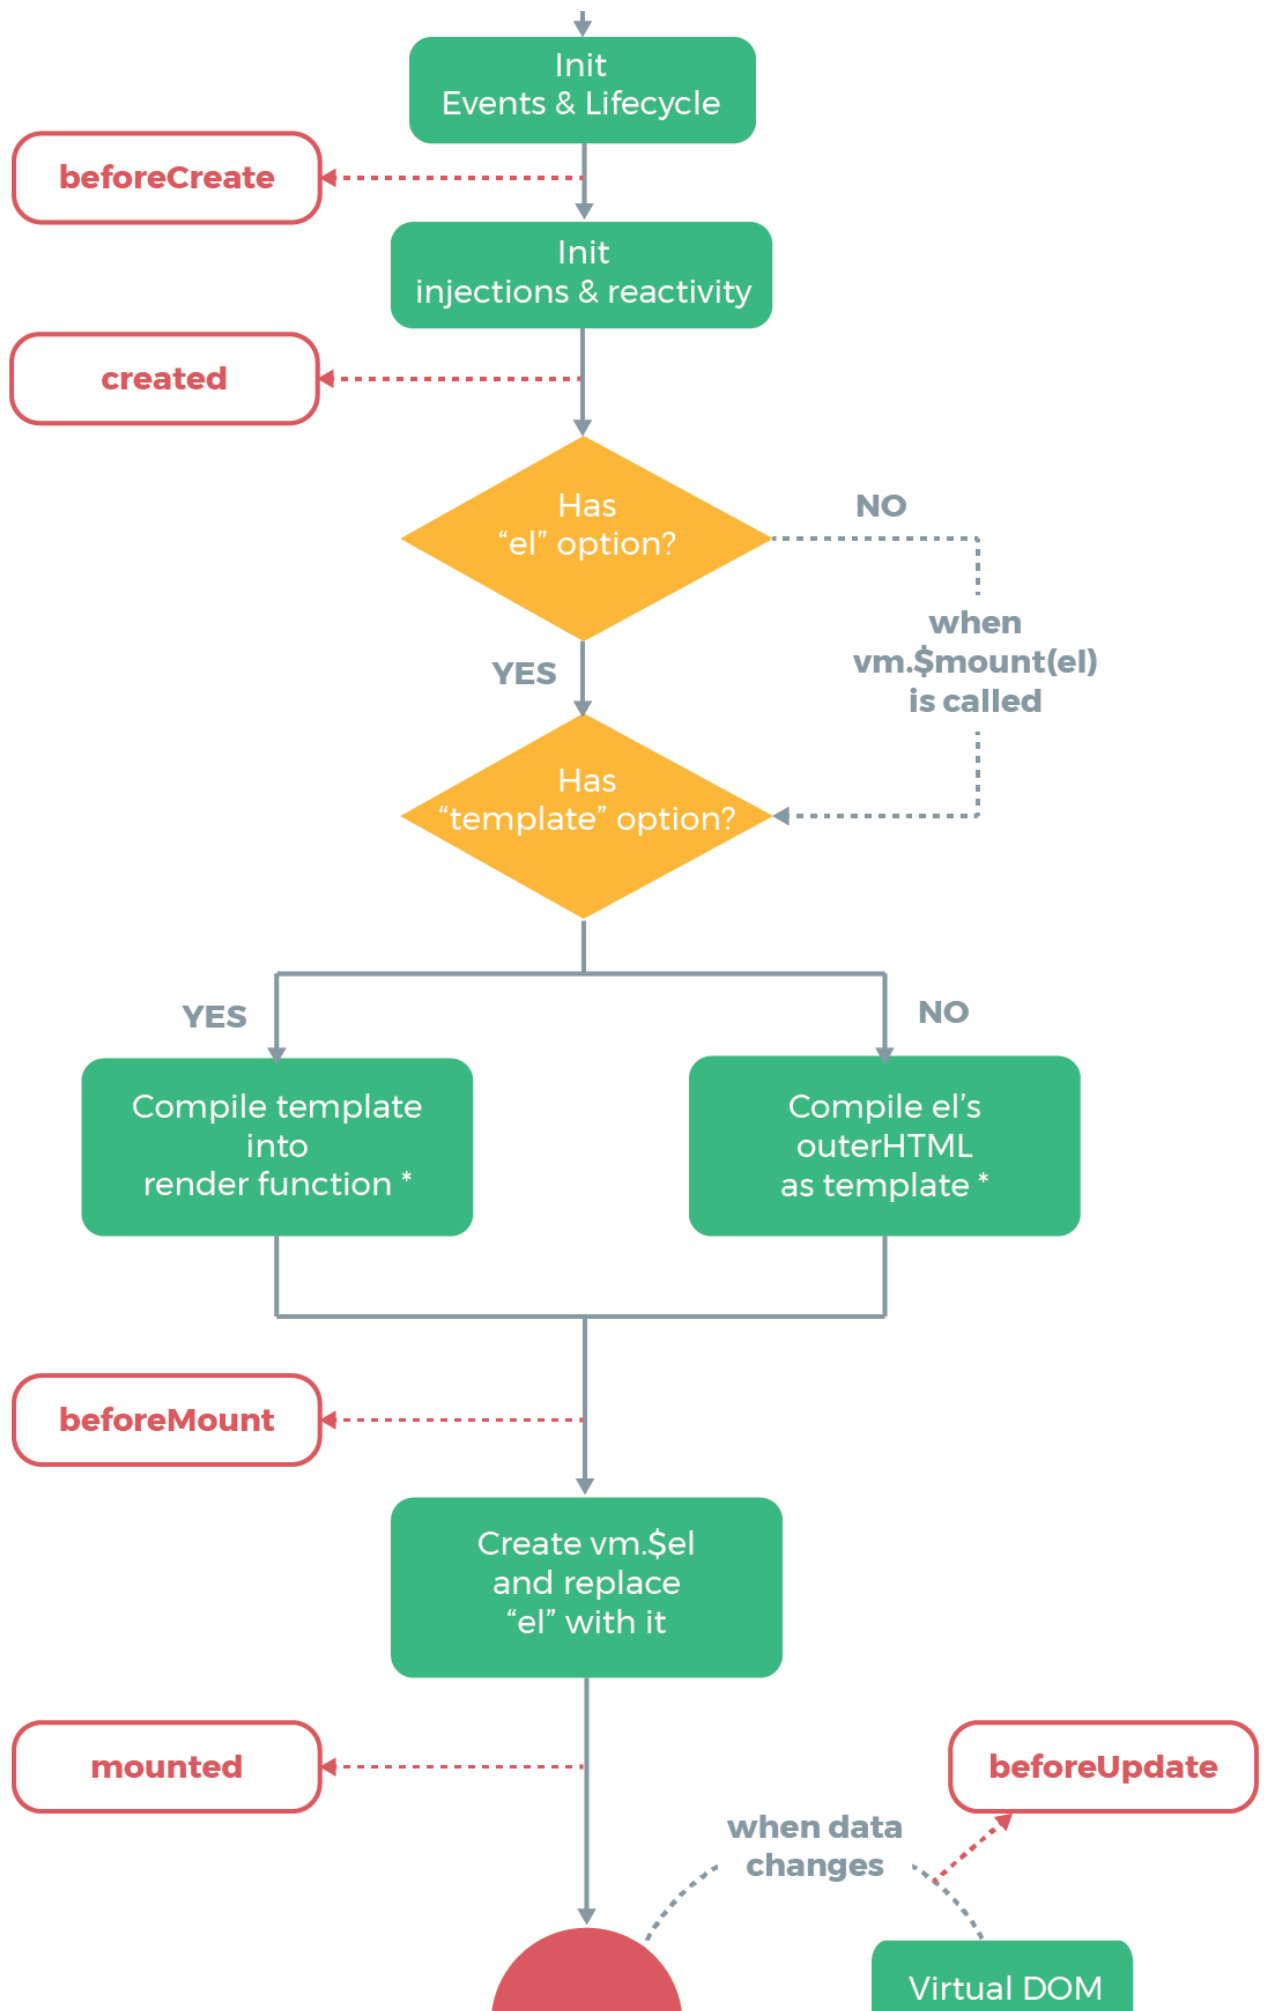 Init
Events & Lifecycle
beforeCreate
Init
injections & reactivity
created
Has
“el” option?
NO
when
vm.$mount(el)
is called
YES
Has
“template” option?
YES
NO
Compile template
into
render function *
Compile el’s
outerHTML
as template *
beforeMount
Create vm.$el
and replace
“el” with it
mounted
beforeUpdate
when data
changes
Virtual DOM